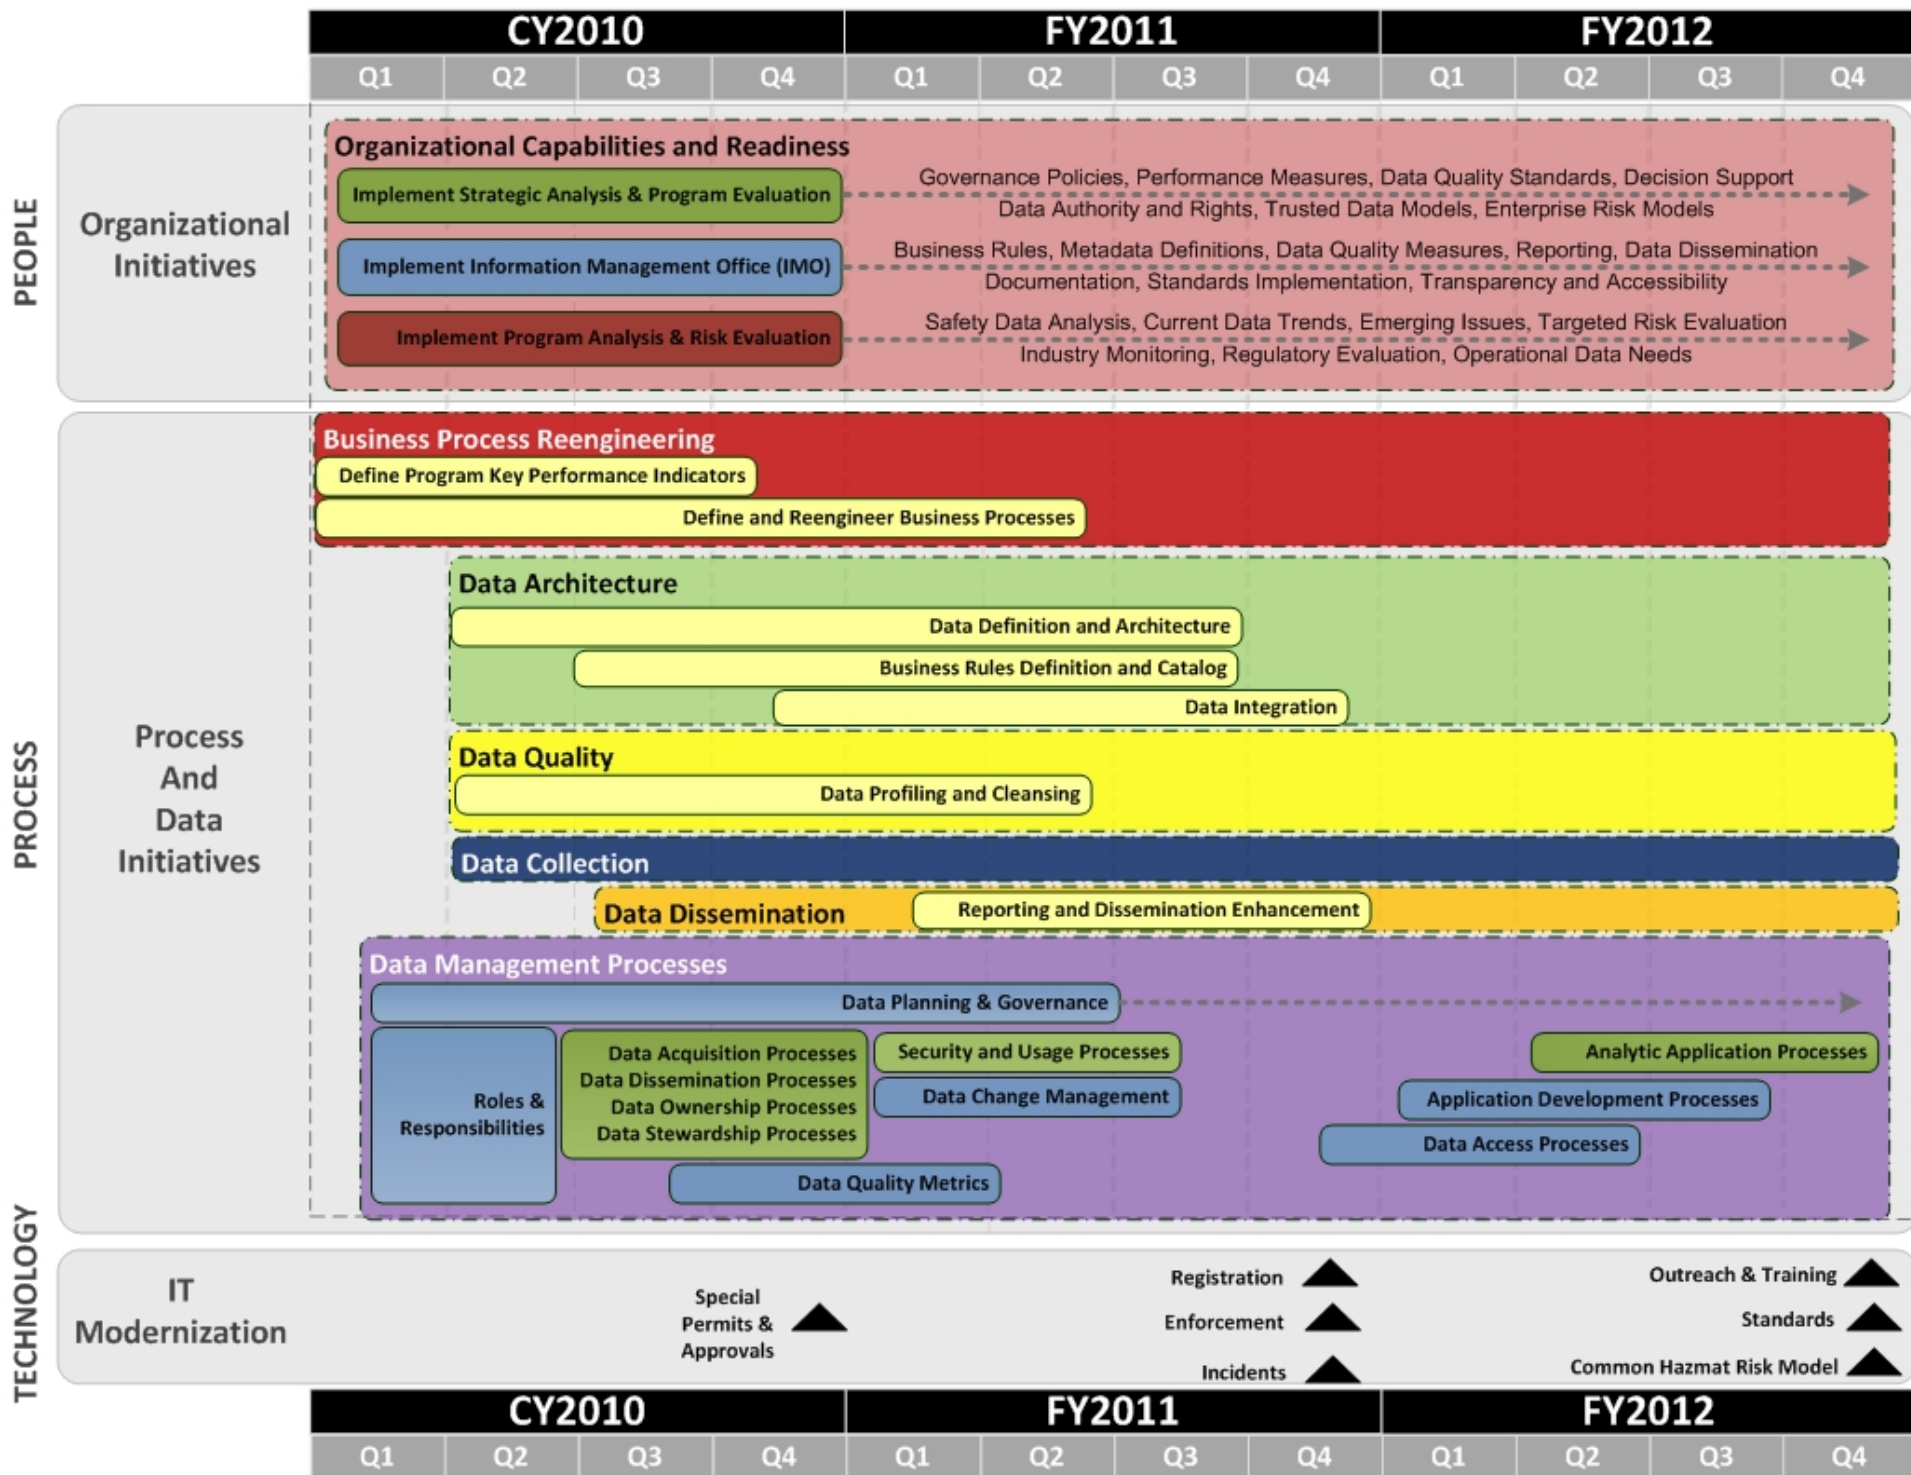 CY2010 FY2011 FY2012
Q1 Q2 Q3 Q4 Q1 Q2 Q3 Q4 Q1 Q2 Q3 Q4
PEOPLE
Organizational
Initiatives
Organizational Capabilities and Readiness
Implement Strategic Analysis & Program Evaluation
Governance Policies, Performance Measures, Data Quality Standards, Decision Support
Data Authority and Rights, Trusted Data Models, Enterprise Risk Models
Implement Information Management Office (IMO)
Business Rules, Metadata Definitions, Data Quality Measures, Reporting, Data Dissemination
Documentation, Standards Implementation, Transparency and Accessibility
Implement Program Analysis & Risk Evaluation
Safety Data Analysis, Current Data Trends, Emerging Issues, Targeted Risk Evaluation
Industry Monitoring, Regulatory Evaluation, Operational Data Needs
PROCESS
Process
And
Data
Initiatives
Business Process Reengineering
Define Program Key Performance Indicators
Define and Reengineer Business Processes
Data Architecture
Data Definition and Architecture
Business Rules Definition and Catalog
Data Integration
Data Quality
Data Profiling and Cleansing
Data Collection
Data Dissemination
Reporting and Dissemination Enhancement
Data Management Processes
Data Planning & Governance
Roles &
Responsibilities
Data Acquisition Processes
Data Dissemination Processes
Data Ownership Processes
Data Stewardship Processes
Security and Usage Processes
Data Change Management
Data Quality Metrics
Analytic Application Processes
Application Development Processes
Data Access Processes
TECHNOLOGY
IT
Modernization
Special
Permits &
Approvals
Registration
Enforcement
Incidents
Outreach & Training
Standards
Common Hazmat Risk Model
CY2010 FY2011 FY2012
Q1 Q2 Q3 Q4 Q1 Q2 Q3 Q4 Q1 Q2 Q3 Q4